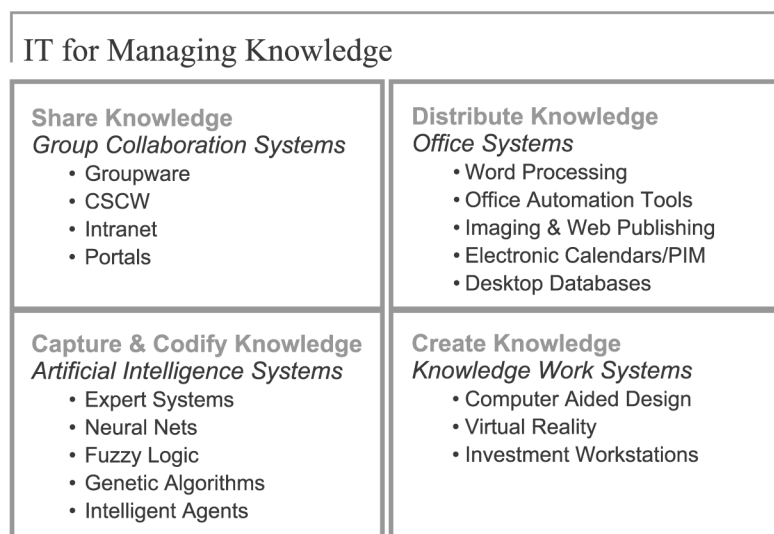 IT for Managing Knowledge
Share Knowledge
Group Collaboration Systems
• Groupware
• CSCW
• Intranet
• Portals
Distribute Knowledge
Office Systems
• Word Processing
• Office Automation Tools
• Imaging & Web Publishing
• Electronic Calendars/PIM
• Desktop Databases
Capture & Codify Knowledge
Artificial Intelligence Systems
• Expert Systems
• Neural Nets
• Fuzzy Logic
• Genetic Algorithms
• Intelligent Agents
Create Knowledge
Knowledge Work Systems
• Computer Aided Design
• Virtual Reality
• Investment Workstations